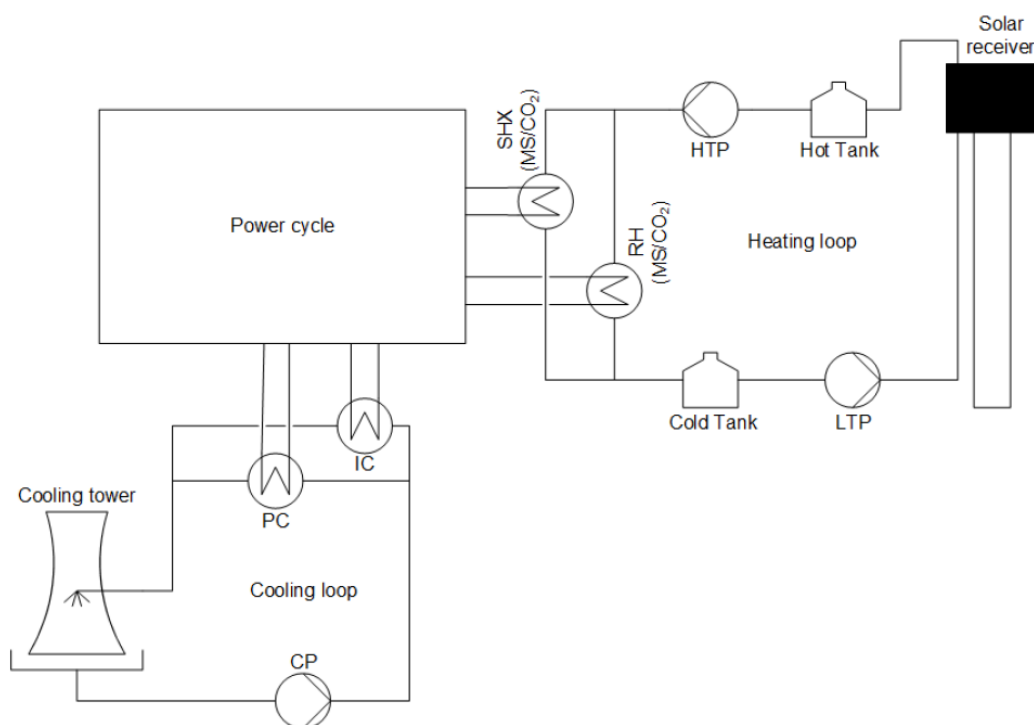 Solar
receiver
SHX
(MS/CO₂)
HTP
Hot Tank
Power cycle
RH
(MS/CO₂)
Heating loop
Cold Tank
LTP
IC
PC
Cooling tower
Cooling loop
CP